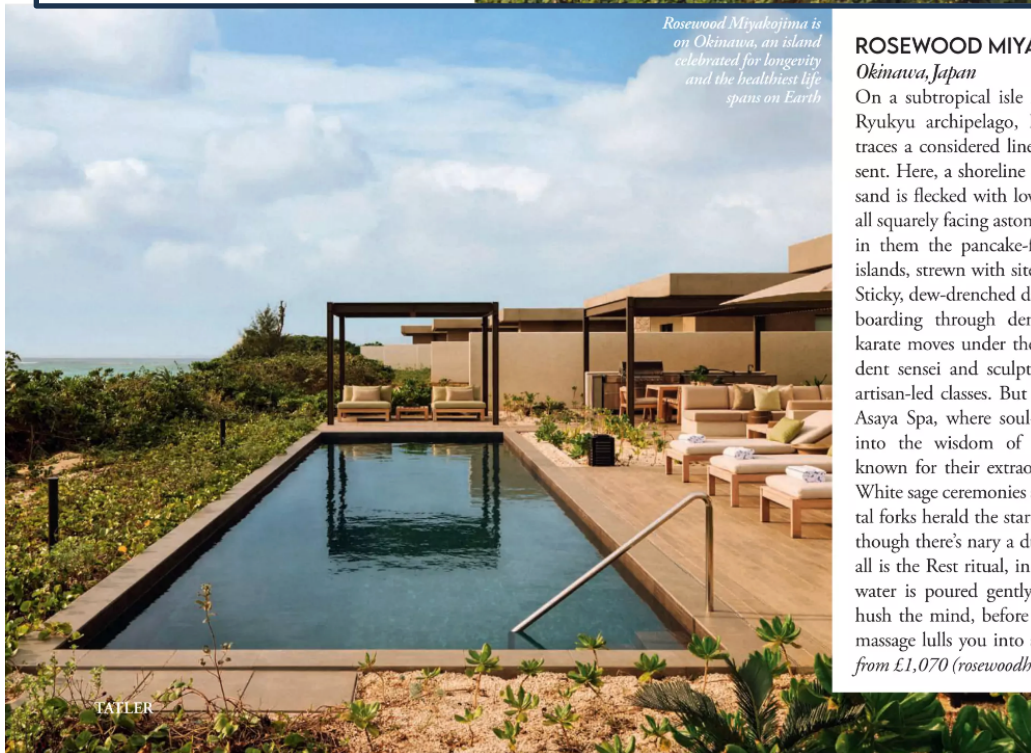 Rosewood Miyakojima is
on Okinawa, an island
celebrated for longevity
and the healthiest life
spans on Earth
ROSEWOOD MIYA
Okinawa, Japan
On a subtropical isle
Ryukyu archipelago,
traces a considered line
sent. Here, a shoreline
sand is flecked with lov
all squarely facing aston
in them the pancake-f
islands, strewn with site
Sticky, dew-drenched d
boarding through den
karate moves under the
dent sensei and sculpt
artisan-led classes. But
Asaya Spa, where soul
into the wisdom of
known for their extrao
White sage ceremonies
tal forks herald the star
though there's nary a d
all is the Rest ritual, in
water is poured gently
hush the mind, before
massage lulls you into
from £1,070 (rosewoodh
TATLER